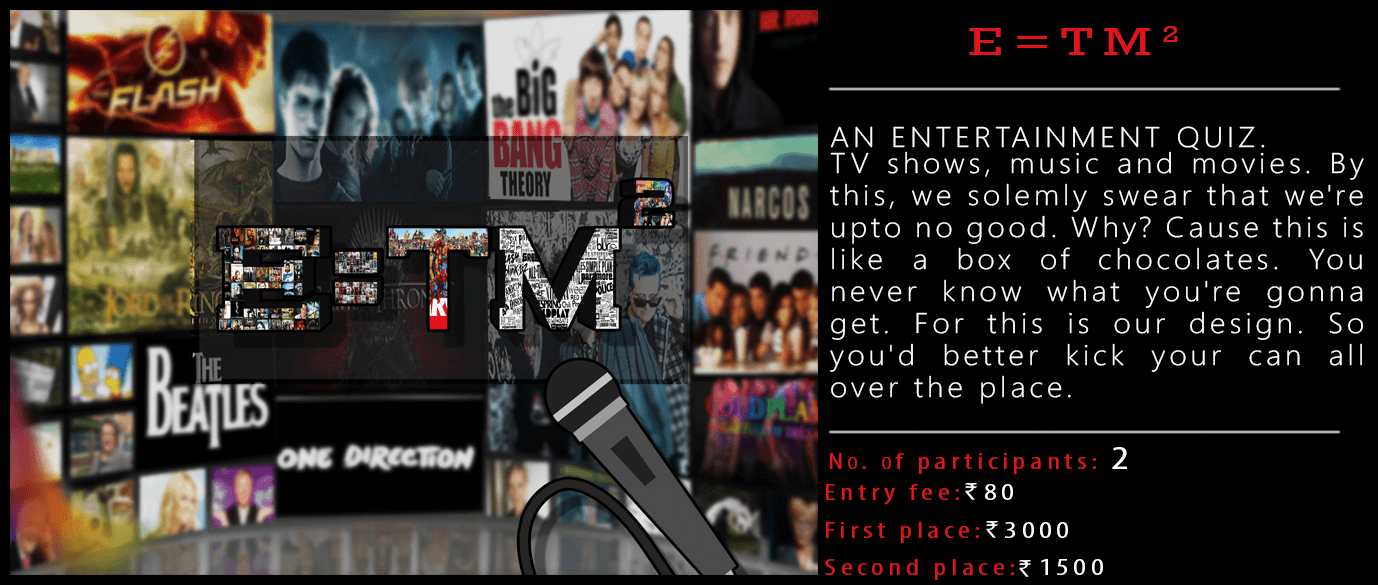 FLASH
the BiG
BANG
THEORY
NARCOS
FRIENDS
LORD OF THE RINGS
E=TM²
THE
BEATLES
ONE DIRECTION
COLDPLAY
E=TM²
AN ENTERTAINMENT QUIZ.
TV shows, music and movies. By
this, we solemly swear that we're
upto no good. Why? Cause this is
like a box of chocolates. You
never know what you're gonna
get. For this is our design. So
you'd better kick your can all
over the place.
No. of participants: 2
Entry fee:₹80
First place:₹3000
Second place:₹1500